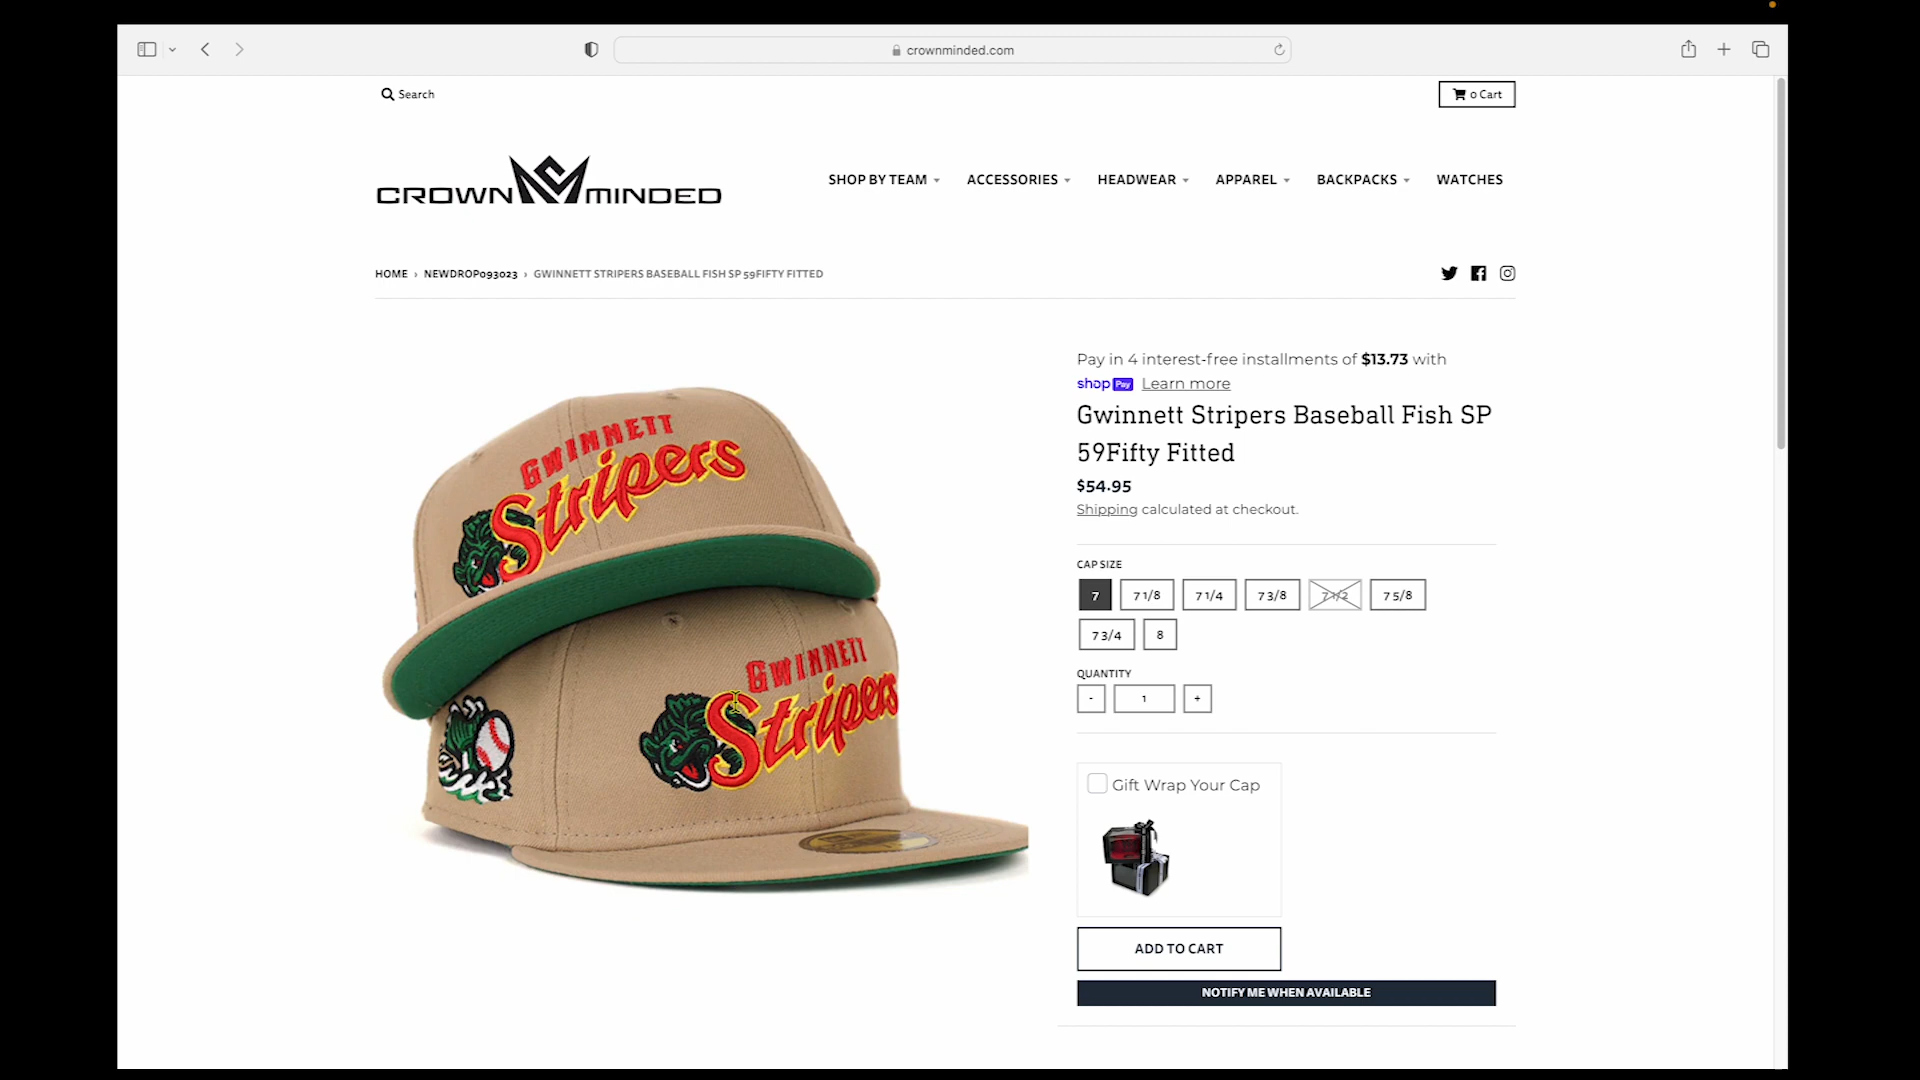 crownminded.com
Search
0 Cart
CROWN MINDED
SHOP BY TEAM
ACCESSORIES
HEADWEAR
APPAREL
BACKPACKS
WATCHES
HOME › NEWDROP093023 › GWINNETT STRIPERS BASEBALL FISH SP 59FIFTY FITTED
Pay in 4 interest-free installments of $13.73 with
shop Pay Learn more
Gwinnett Stripers Baseball Fish SP
59Fifty Fitted
$54.95
Shipping calculated at checkout.
CAP SIZE
7
7 1/8
7 1/4
7 3/8
7 1/2
7 5/8
7 3/4
8
QUANTITY
-
1
+
Gift Wrap Your Cap
ADD TO CART
NOTIFY ME WHEN AVAILABLE
GWINNETT
Stripers
GWINNETT
Stripers